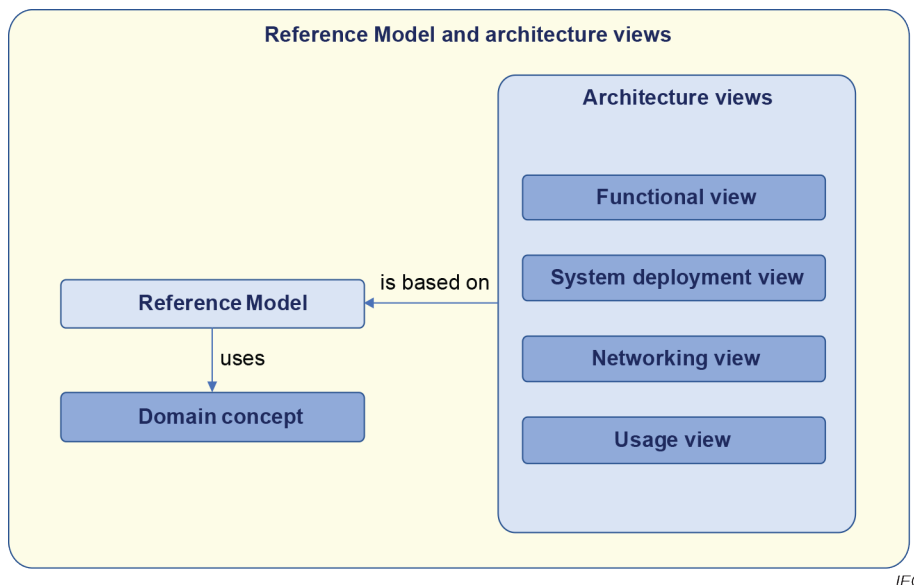 Reference Model and architecture views
Architecture views
Functional view
System deployment view
is based on
Reference Model
Networking view
uses
Domain concept
Usage view